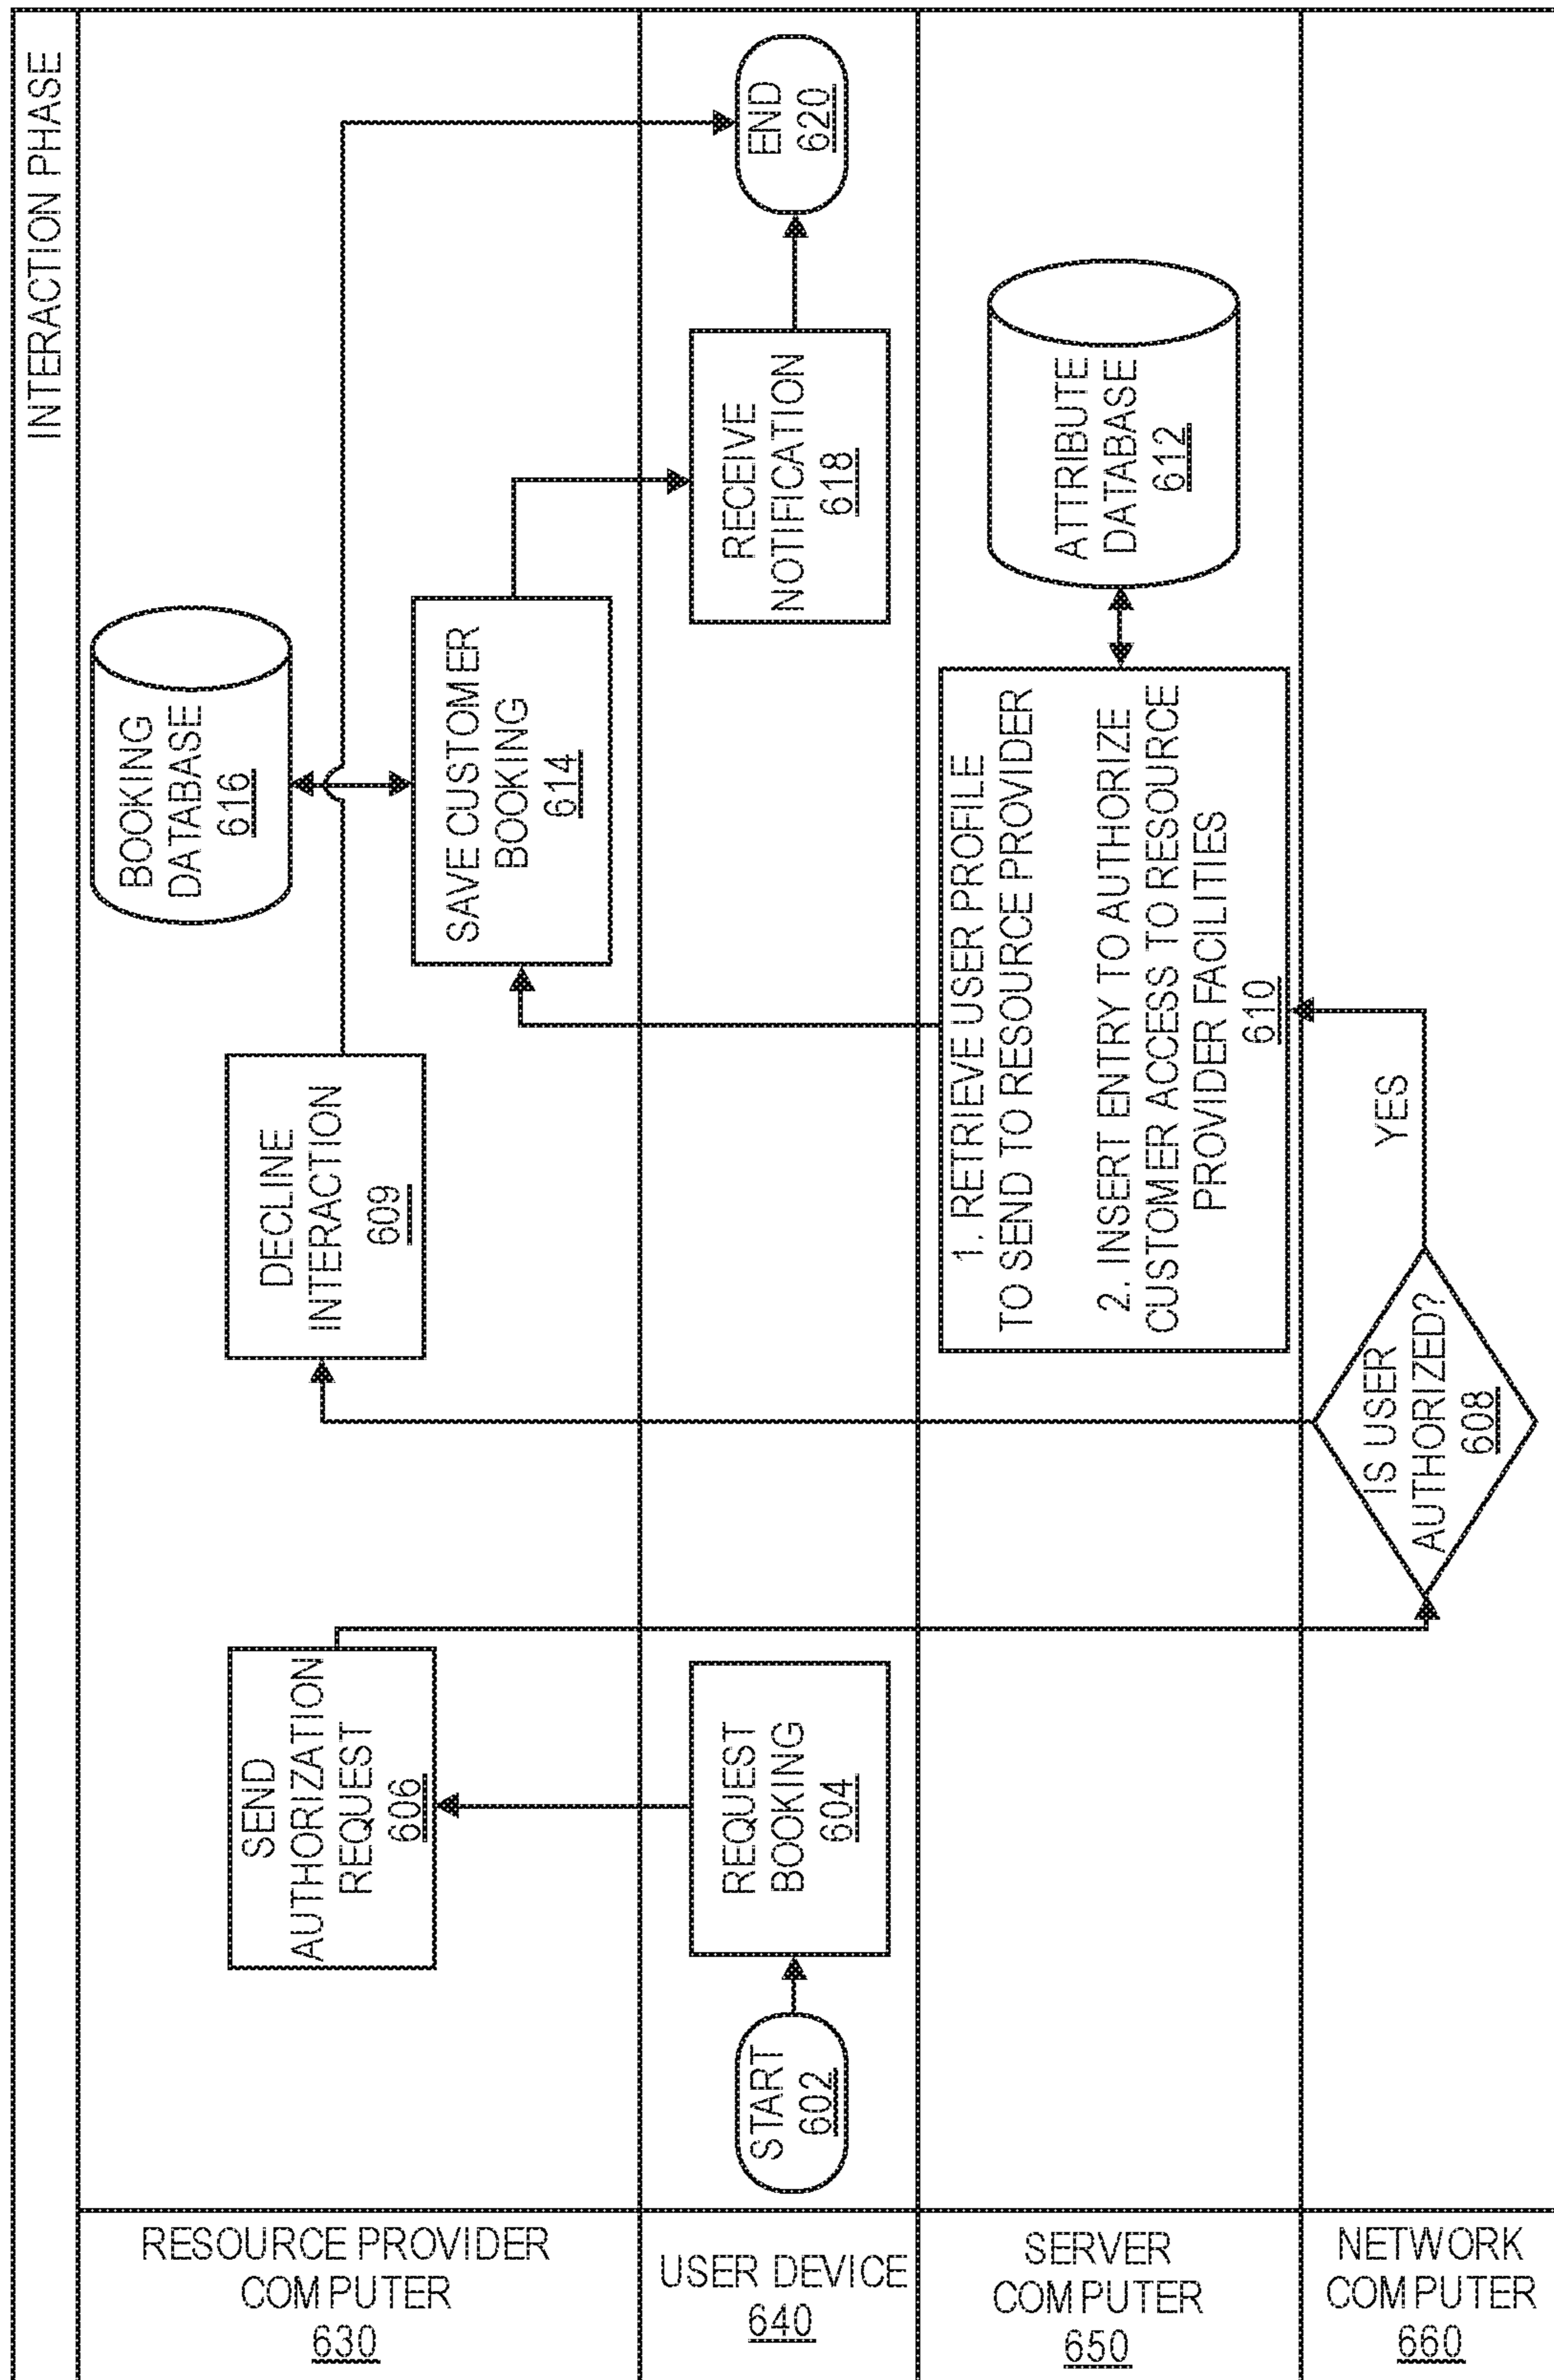 INTERACTION PHASE
RESOURCE PROVIDER
COMPUTER
630
SEND
AUTHORIZATION
REQUEST
606
DECLINE
INTERACTION
609
BOOKING
DATABASE
616
SAVE CUSTOMER
BOOKING
614
USER DEVICE
640
START
602
REQUEST
BOOKING
604
RECEIVE
NOTIFICATION
618
END
620
SERVER
COMPUTER
650
1. RETRIEVE USER PROFILE
TO SEND TO RESOURCE PROVIDER
2. INSERT ENTRY TO AUTHORIZE
CUSTOMER ACCESS TO RESOURCE
PROVIDER FACILITIES
610
ATTRIBUTE
DATABASE
612
NETWORK
COMPUTER
660
IS USER
AUTHORIZED?
608
YES